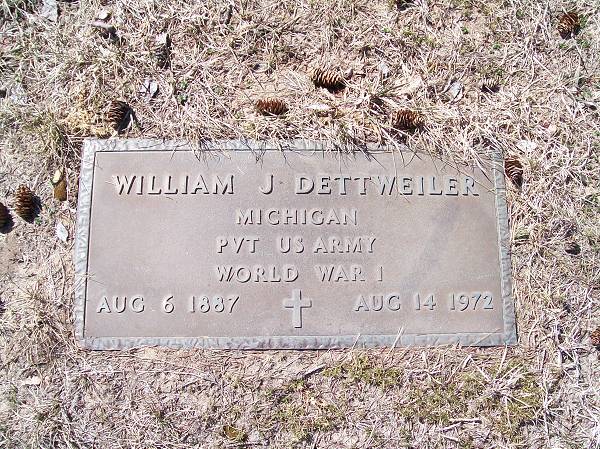 WILLIAM J DETTWEILER
MICHIGAN
PVT US ARMY
WORLD WAR I
AUG 6 1887 AUG 14 1972